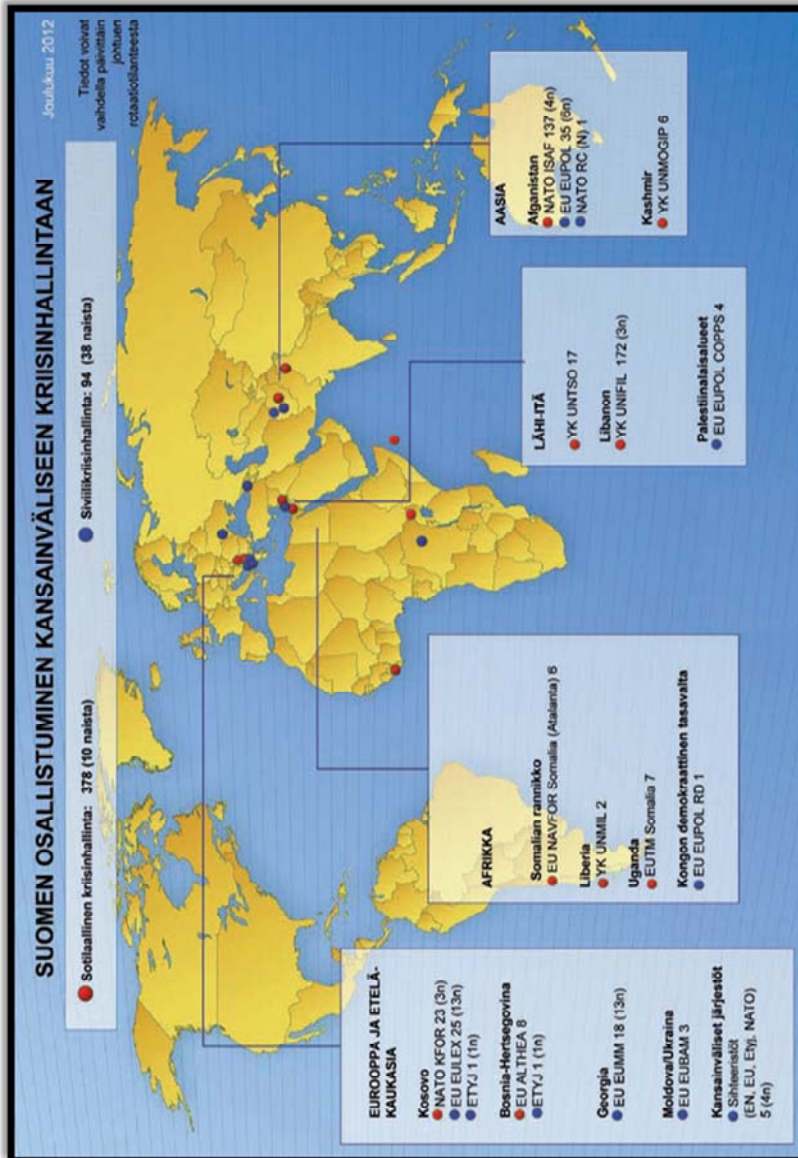 SUOMEN OSALLISTUMINEN KANSAINVÄLISEEN KRIISINHALLINTAAN
Joulukuu 2012
Sotilaallinen kriisinhallinta: 378 (10 naista)
Siviilikriisinhallinta: 94 (38 naista)
Tiedot voivat
vaihdella päivittäin
johtuen
rotaatiotilanteesta
EUROOPPA JA ETELÄ-
KAUKASIA
Kosovo
NATO KFOR 23 (3n)
EU EULEX 25 (13n)
ETYJ 1 (1n)
Bosnia-Hertsegovina
EU ALTHEA 8
ETYJ 1 (1n)
Georgia
EU EUMM 18 (13n)
Moldova/Ukraina
EU EUBAM 3
Kansainväliset järjestöt
Sihteeristöt
(EN, EU, Etyj, NATO)
5 (4n)
AFRIKKA
Somalian rannikko
EU NAVFOR Somalia (Atalanta) 6
Liberia
YK UNMIL 2
Uganda
EUTM Somalia 7
Kongon demokraattinen tasavalta
EU EUPOL RD 1
LÄHI-ITÄ
YK UNTSO 17
Libanon
YK UNIFIL 172 (3n)
Palestiinalaisalueet
EU EUPOL COPPS 4
AASIA
Afganistan
NATO ISAF 137 (4n)
EU EUPOL 35 (6n)
NATO RC (N) 1
Kashmir
YK UNMOGIP 6